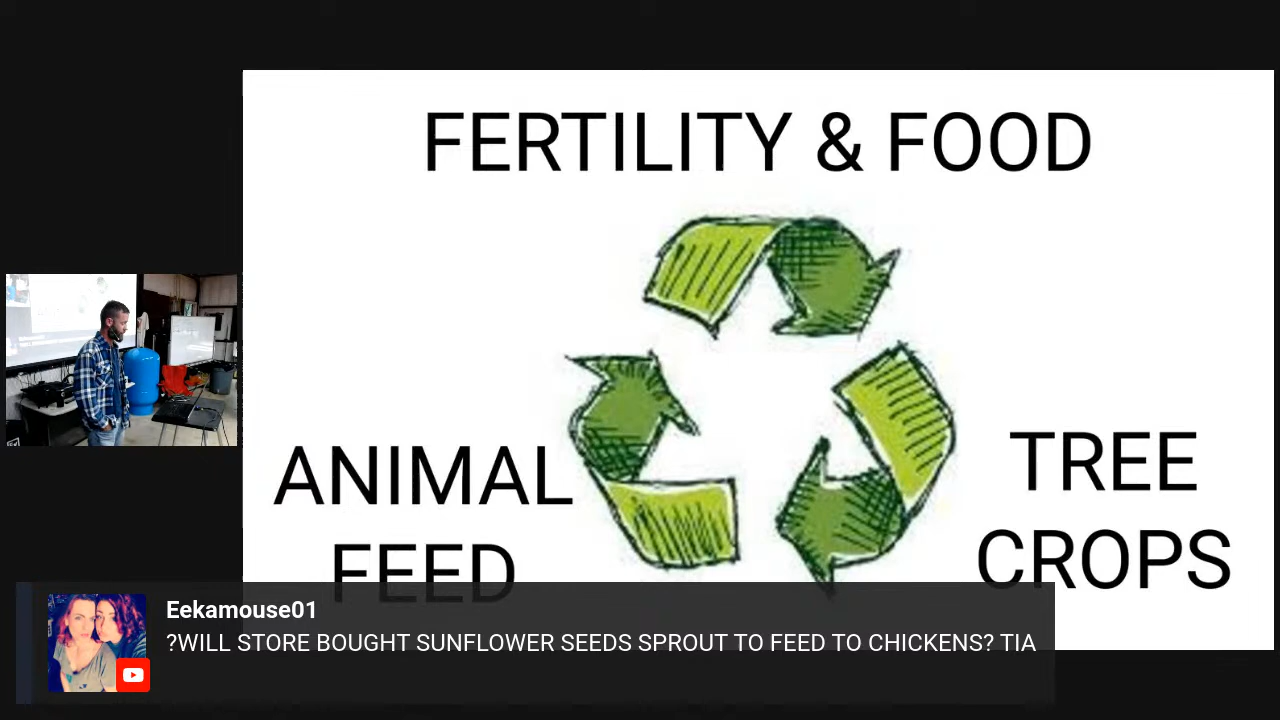 FERTILITY & FOOD
ANIMAL
FEED
TREE
CROPS
Eekamouse01
?WILL STORE BOUGHT SUNFLOWER SEEDS SPROUT TO FEED TO CHICKENS? TIA